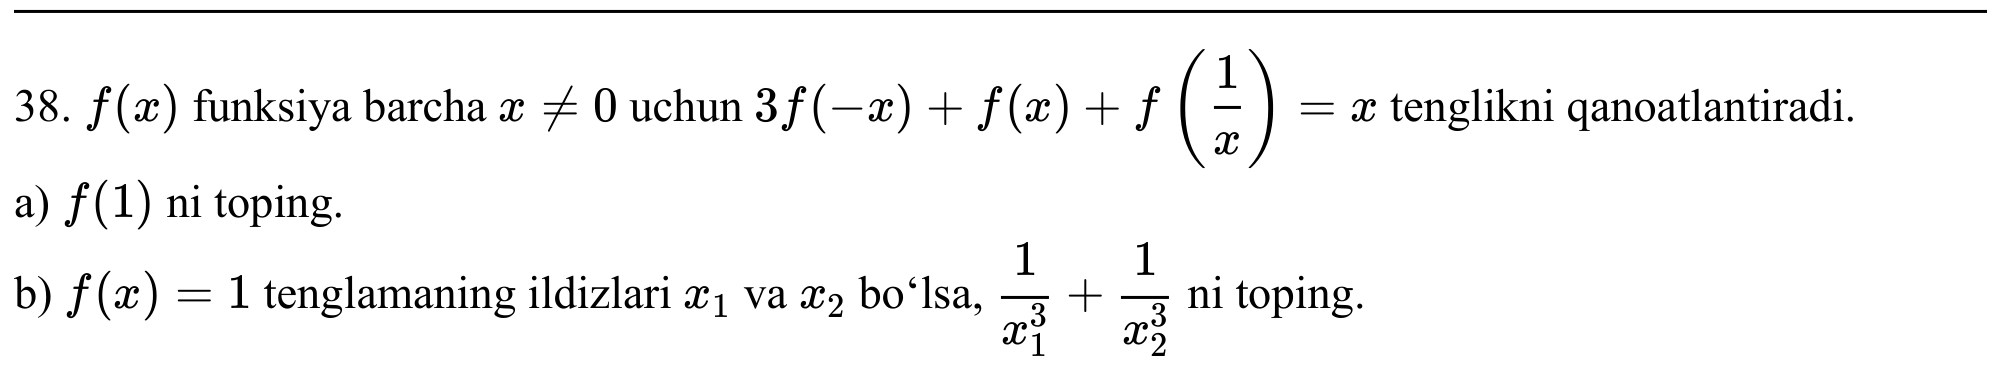 38. f(x) funksiya barcha x ≠ 0 uchun 3f(−x) + f(x) + f(1/x) = x tenglikni qanoatlantiradi.
a) f(1) ni toping.
b) f(x) = 1 tenglamaning ildizlari x₁ va x₂ bo‘lsa, 1/x₁³ + 1/x₂³ ni toping.